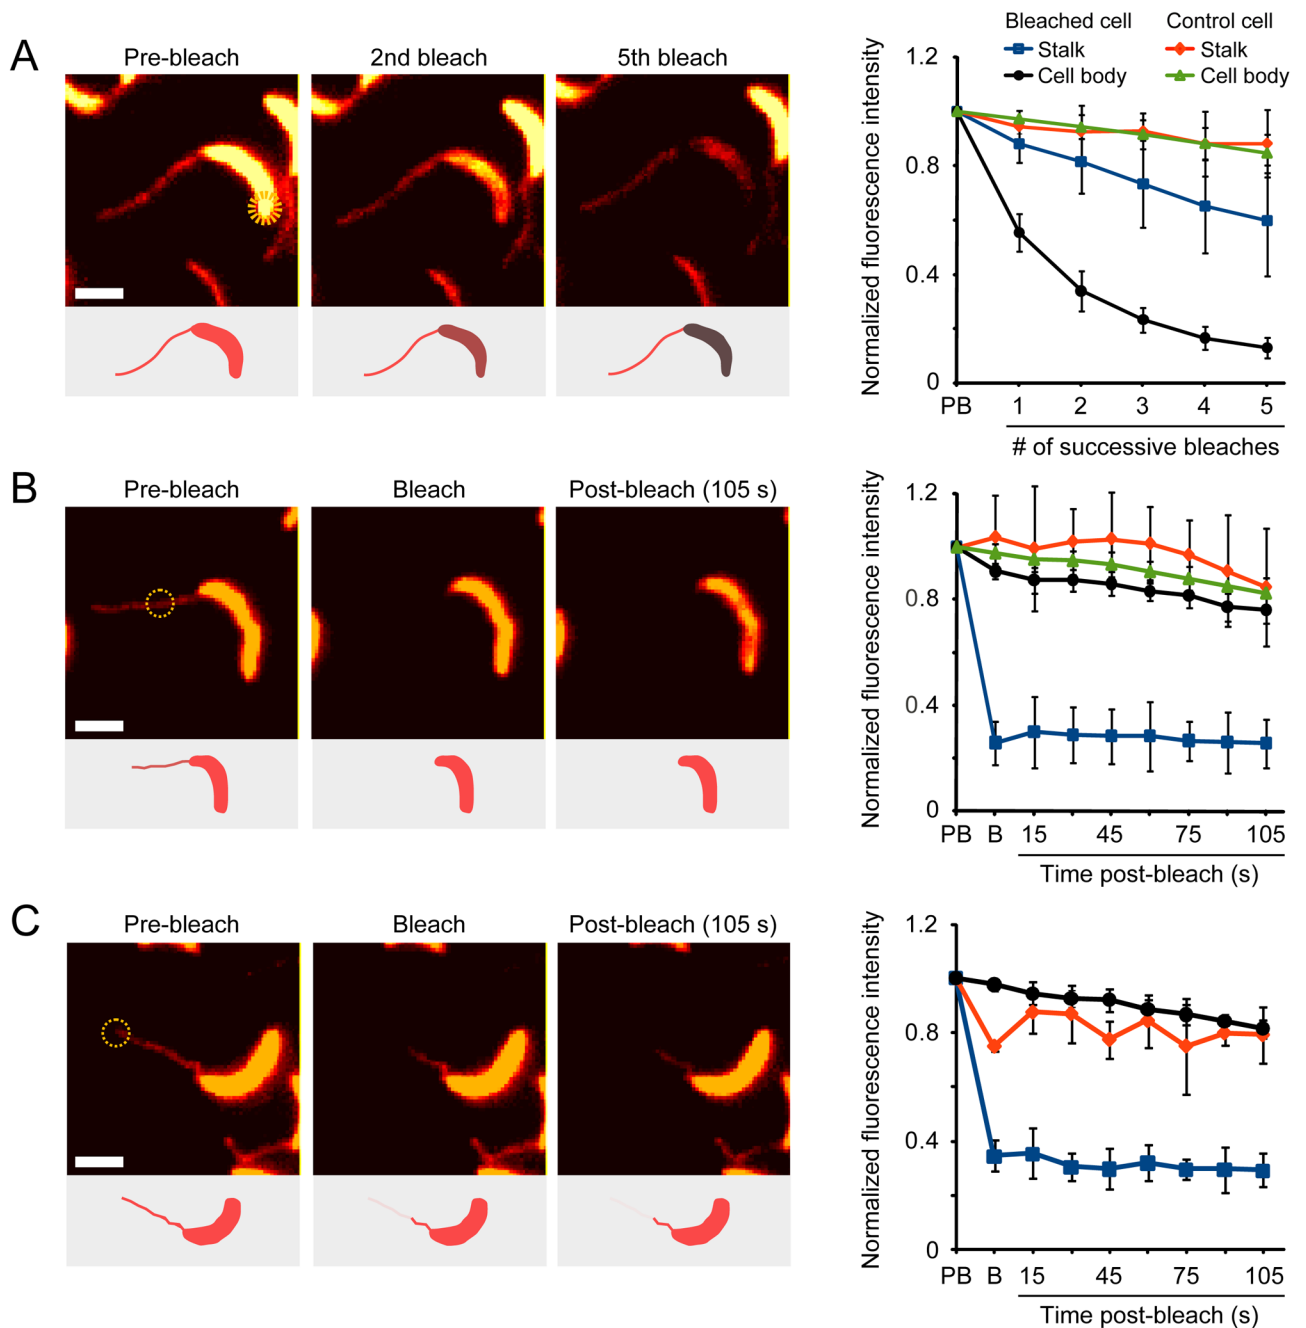 A
Pre-bleach
2nd bleach
5th bleach
Bleached cell
Control cell
Stalk
Stalk
Cell body
Cell body
Normalized fluorescence intensity
1.2
0.8
0.4
0
PB
1
2
3
4
5
# of successive bleaches
B
Pre-bleach
Bleach
Post-bleach (105 s)
Normalized fluorescence intensity
1.2
0.8
0.4
0
PB
B
15
45
75
105
Time post-bleach (s)
C
Pre-bleach
Bleach
Post-bleach (105 s)
Normalized fluorescence intensity
1.2
0.8
0.4
0
PB
B
15
45
75
105
Time post-bleach (s)